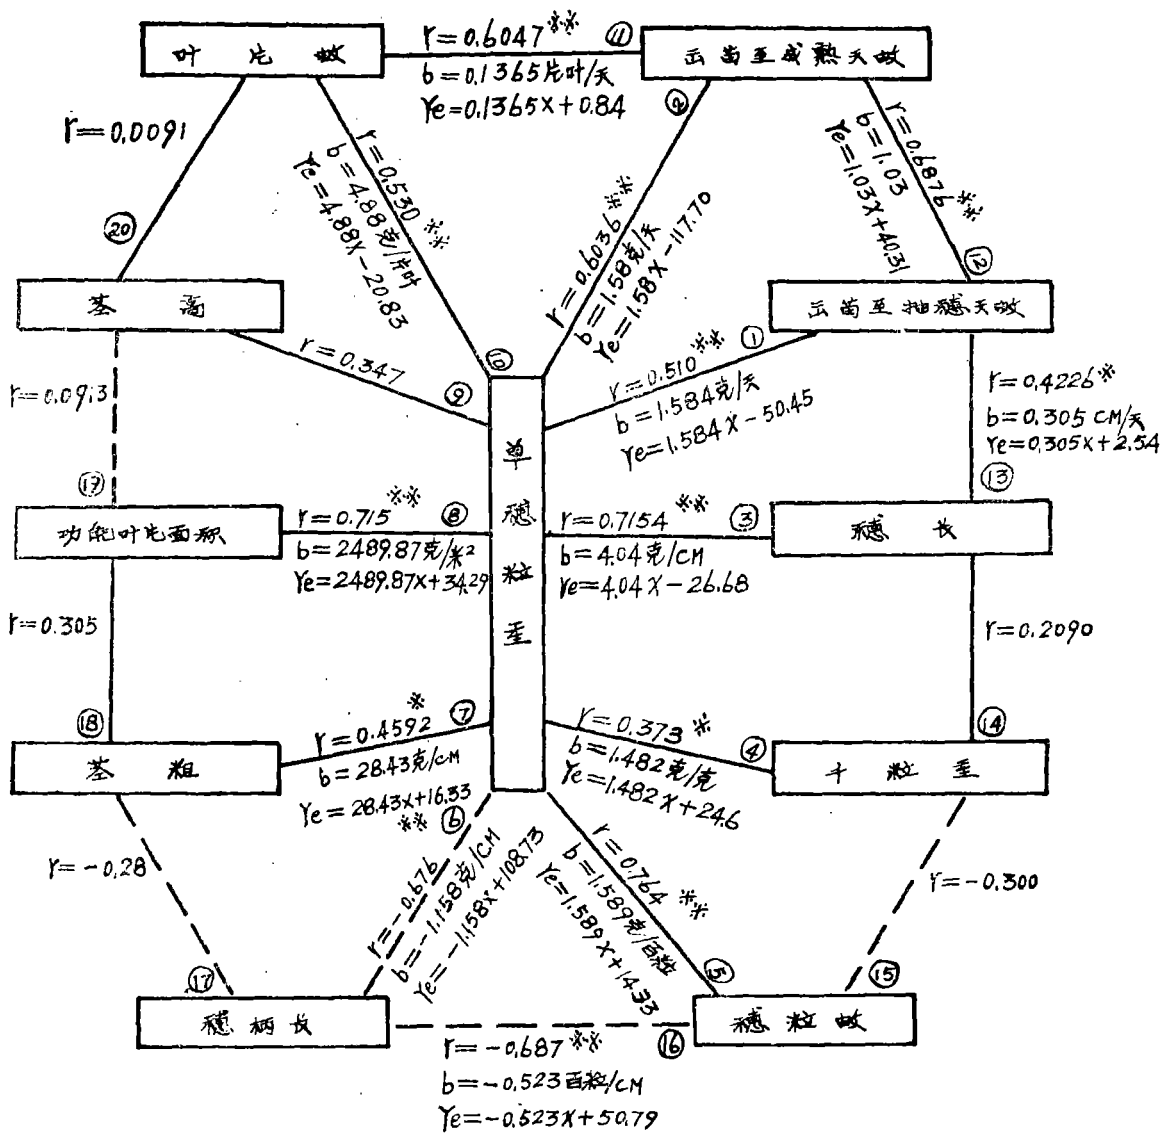 叶片数
r=0.6047※※
⑪
b=0.1365片叶/天
Ye=0.1365X+0.84
出苗至成熟天数
r=0.0091
⑳
r=0.530※※
b=4.88克/片叶
Ye=4.88X-20.83
⑩
②
r=0.6036※※
b=1.58克/天
Ye=1.58X-117.70
r=0.6876※※
b=1.03
Ye=1.03X+40.31
⑫
茎高
出苗至抽穗天数
r=0.347
⑨
r=0.510※※
①
b=1.584克/天
Ye=1.584X-50.45
r=0.0913
⑰
r=0.4226※
b=0.305CM/天
Ye=0.305X+2.54
⑬
单穗粒重
功能叶片面积
r=0.715※※
⑧
b=2489.87克/米²
Ye=2489.87X+34.29
r=0.7154※※
③
b=4.04克/CM
Ye=4.04X-26.68
穗长
r=0.305
⑱
r=0.2090
⑭
茎粗
r=0.4592※
⑦
b=28.43克/CM
Ye=28.43X+16.33
r=0.373※
④
b=1.482克/克
Ye=1.482X+24.6
千粒重
r=-0.28
⑰
※※
⑥
r=-0.676
b=-1.158克/CM
Ye=-1.158X+108.73
r=0.764※※
b=1.589克/百粒
Ye=1.589X+14.33
⑤
r=-0.300
⑮
穗柄长
穗粒数
r=-0.687※※
⑯
b=-0.523百粒/CM
Ye=-0.523X+50.79